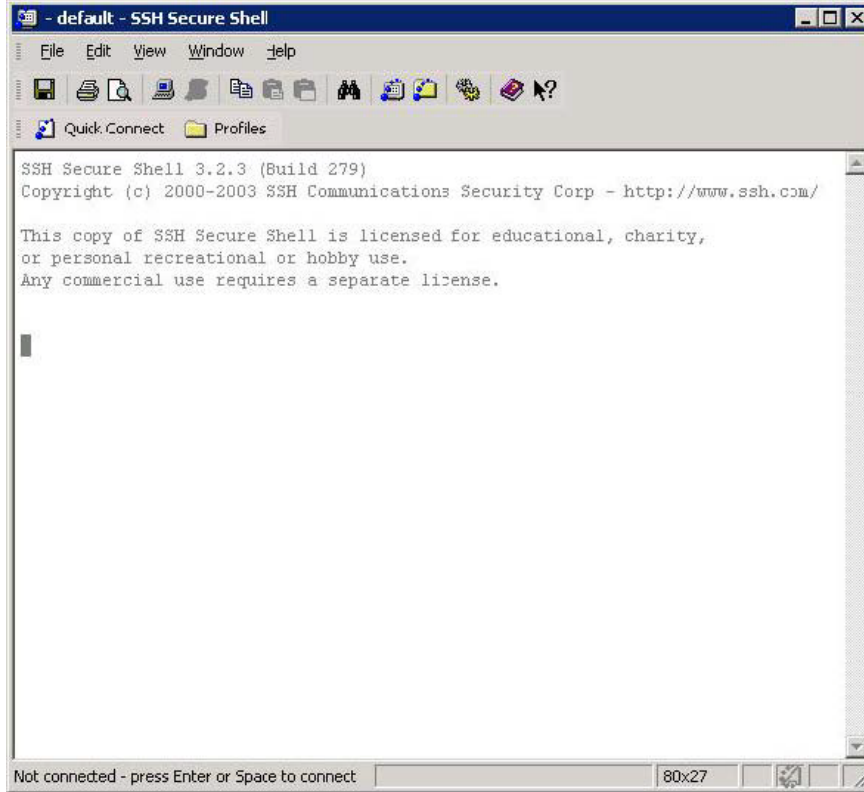 - default - SSH Secure Shell
File Edit View Window Help
Quick Connect Profiles
SSH Secure Shell 3.2.3 (Build 279)
Copyright (c) 2000-2003 SSH Communications Security Corp - http://www.ssh.com/
This copy of SSH Secure Shell is licensed for educational, charity,
or personal recreational or hobby use.
Any commercial use requires a separate license.
Not connected - press Enter or Space to connect 80x27